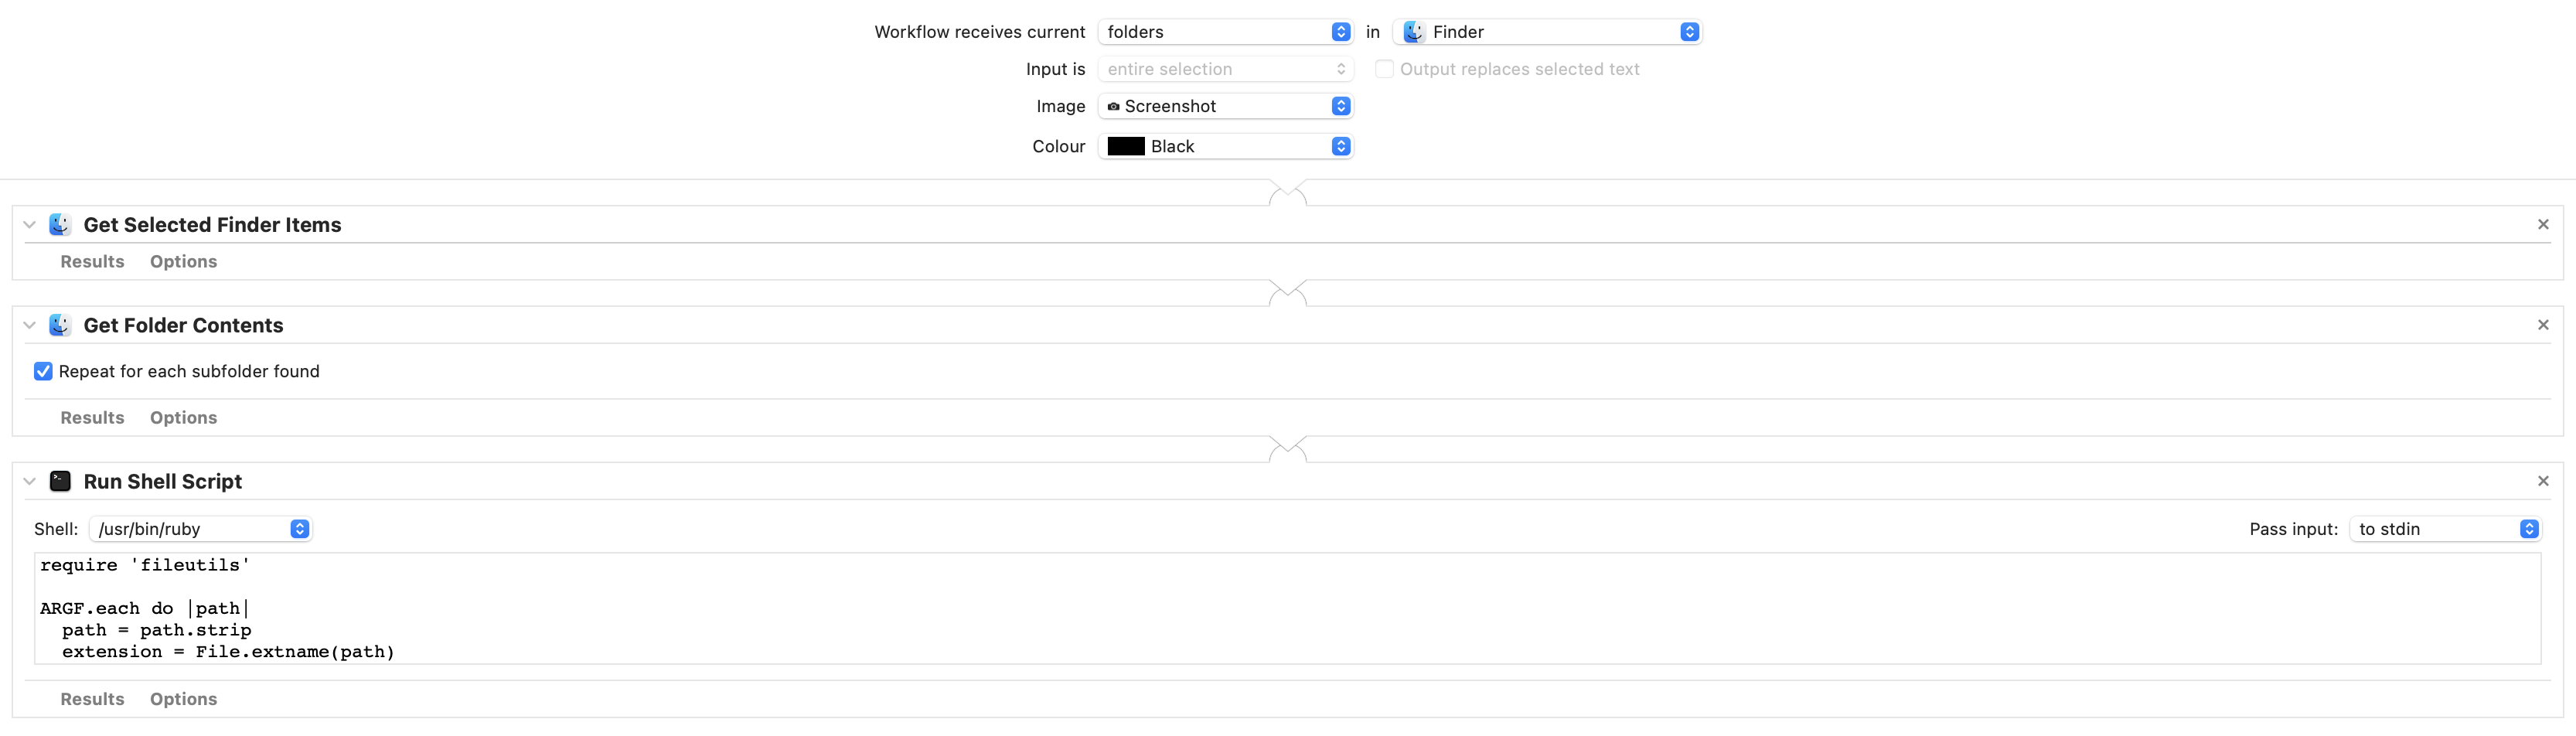 Workflow receives current folders in Finder
Input is entire selection Output replaces selected text
Image Screenshot
Colour Black
Get Selected Finder Items
Results Options
Get Folder Contents
Repeat for each subfolder found
Results Options
Run Shell Script
Shell: /usr/bin/ruby Pass input: to stdin
require 'fileutils'
ARGF.each do |path|
  path = path.strip
  extension = File.extname(path)
Results Options